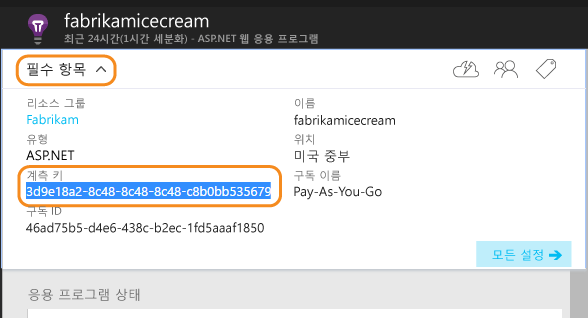 fabrikamicecream
최근 24시간(1시간 세분화) - ASP.NET 웹 응용 프로그램
필수 항목
리소스 그룹
Fabrikam
이름
fabrikamicecream
유형
ASP.NET
위치
미국 중부
계측 키
3d9e18a2-8c48-8c48-8c48-c8b0bb535679
구독 이름
Pay-As-You-Go
구독 ID
46ad75b5-d4e6-438c-b2ec-1fd5aaaf1850
모든 설정
응용 프로그램 상태